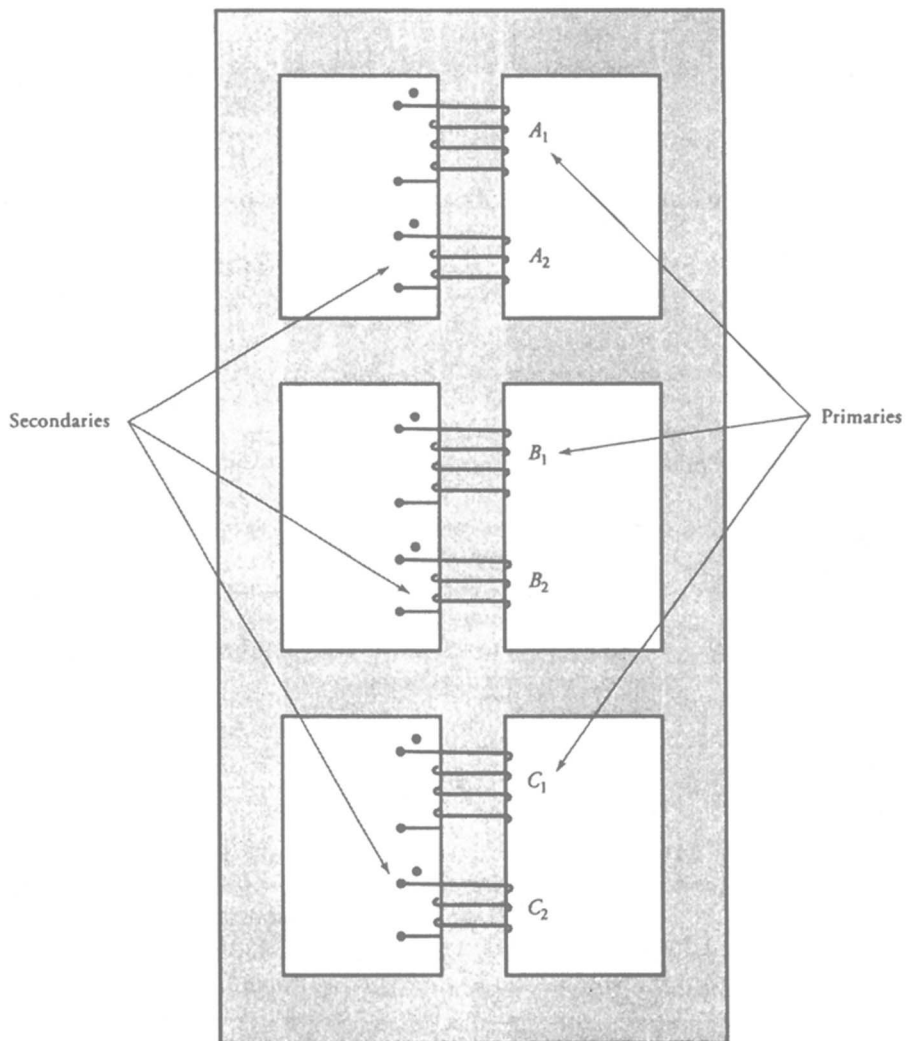 A₁
A₂
Secondaries
Primaries
B₁
B₂
C₁
C₂